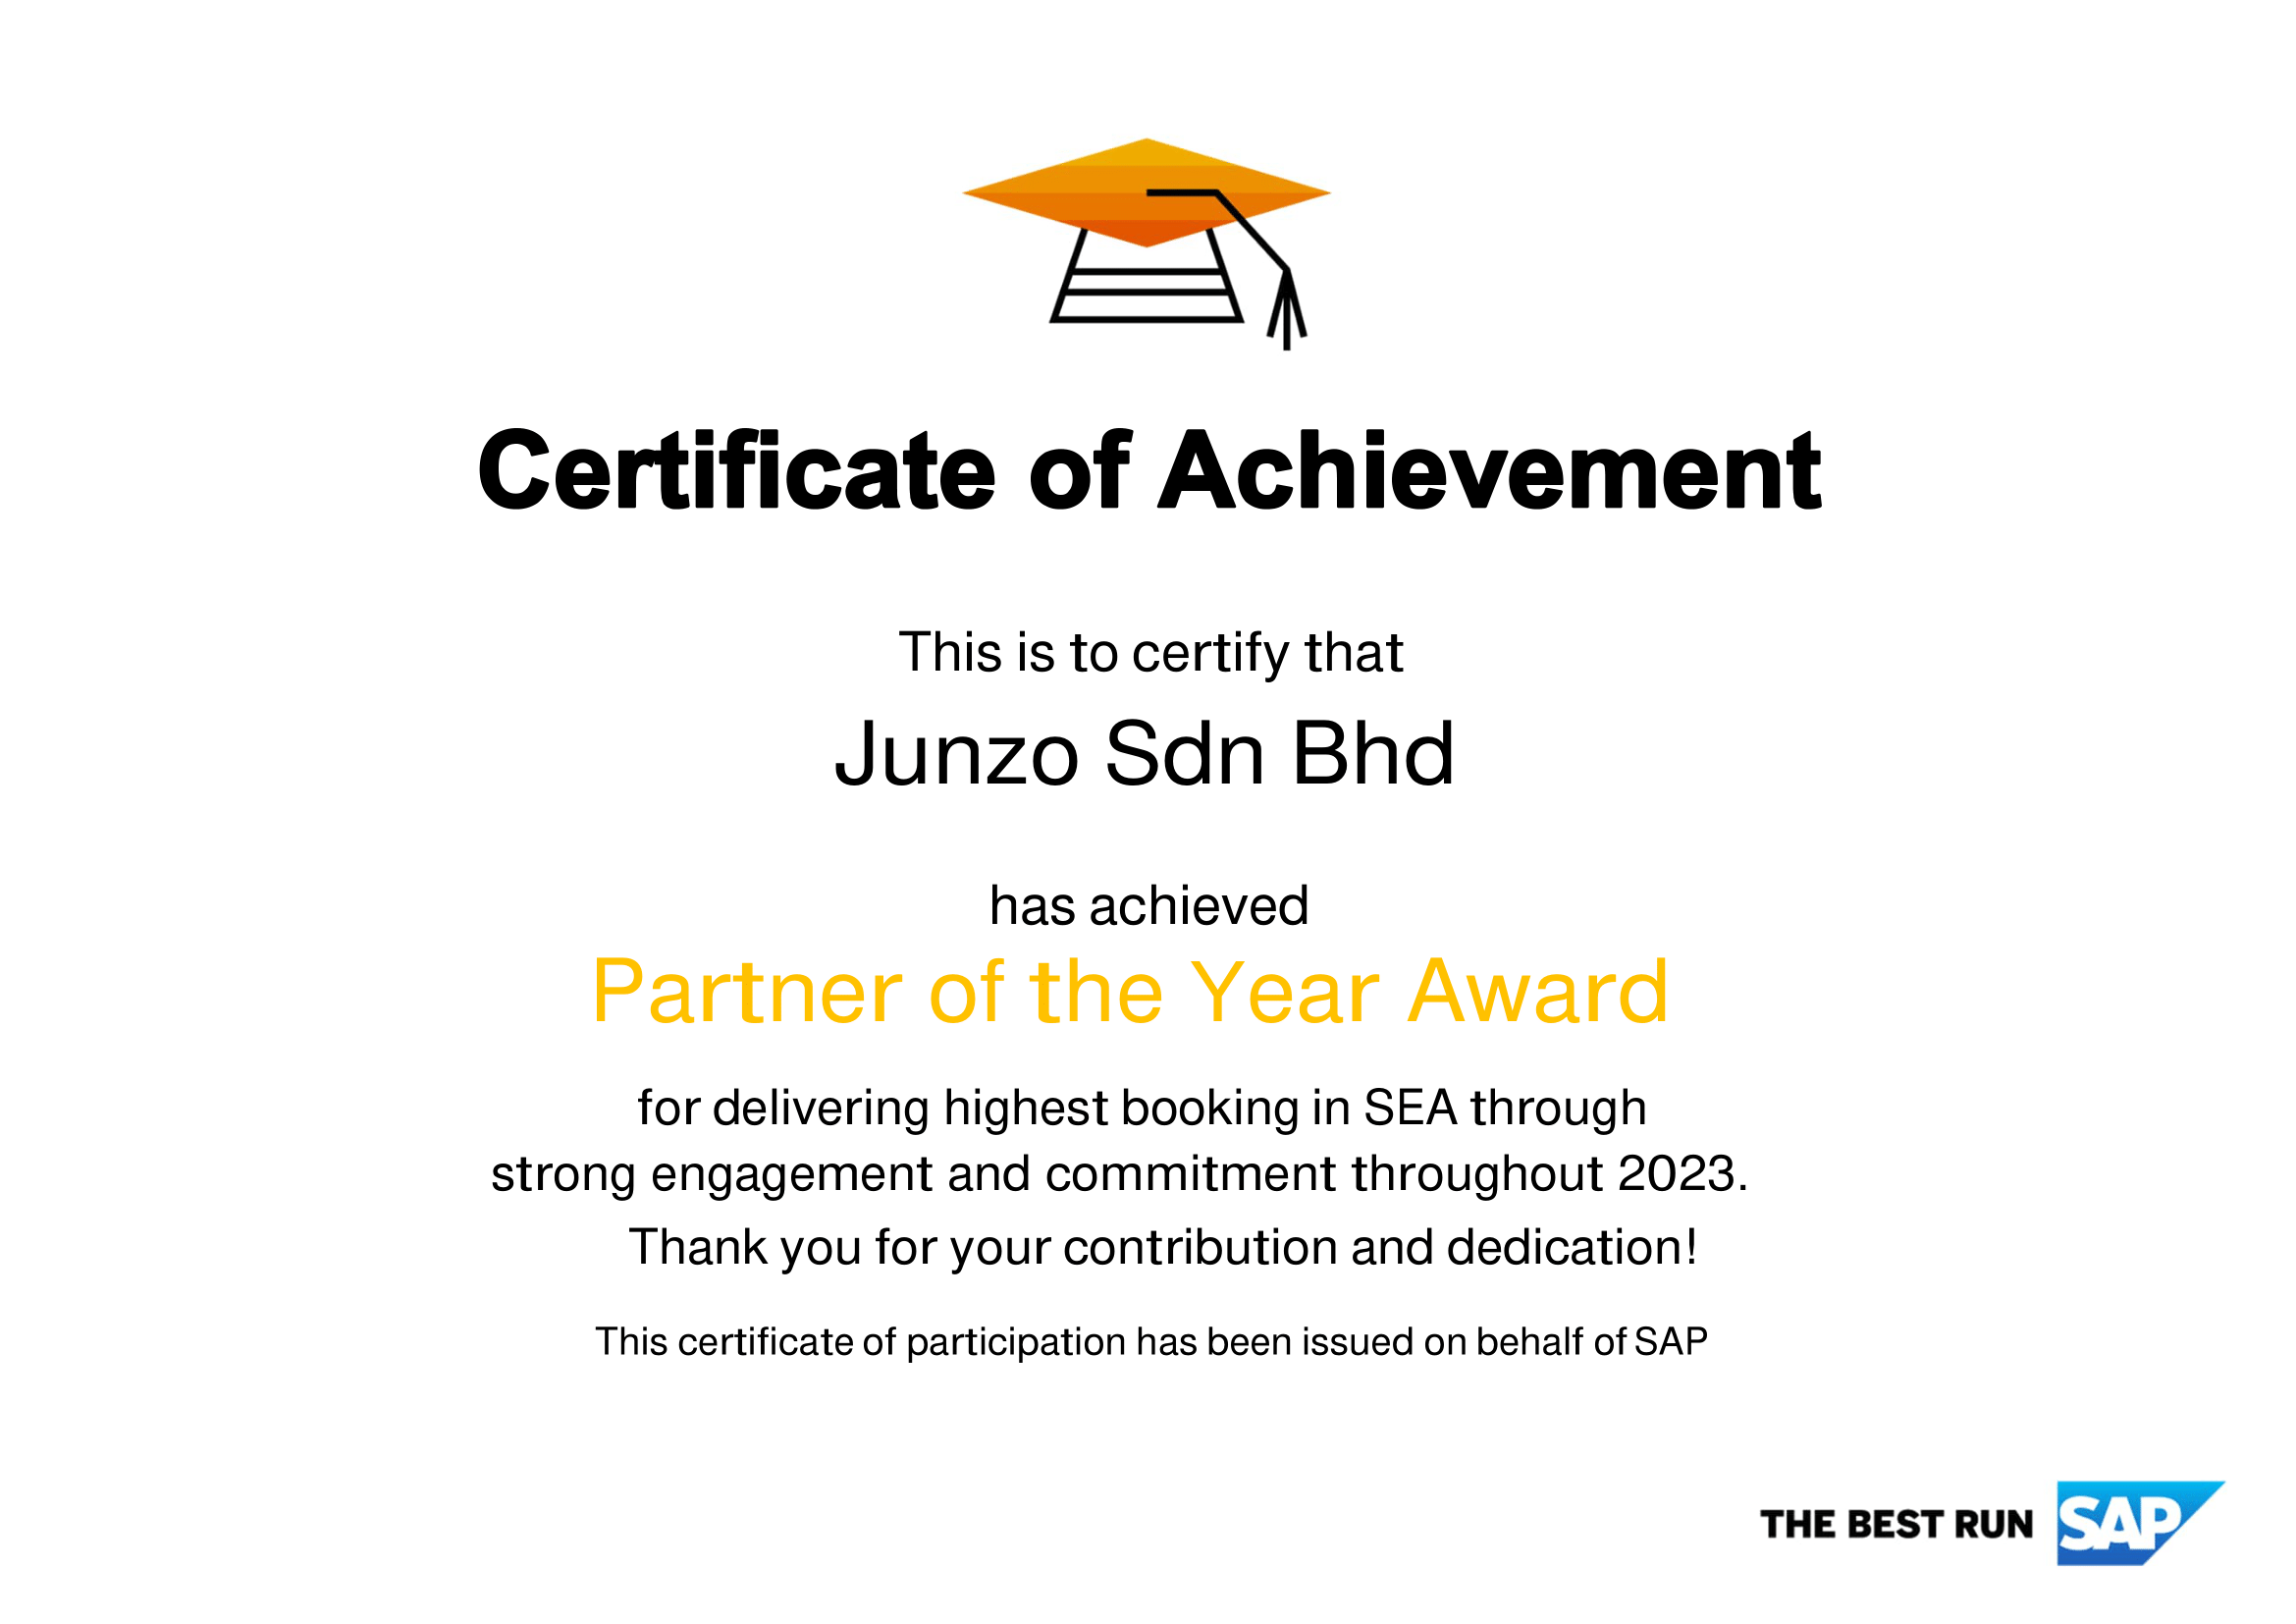 Certificate of Achievement
This is to certify that
Junzo Sdn Bhd
has achieved
Partner of the Year Award
for delivering highest booking in SEA through
strong engagement and commitment throughout 2023.
Thank you for your contribution and dedication!
This certificate of participation has been issued on behalf of SAP
THE BEST RUN SAP